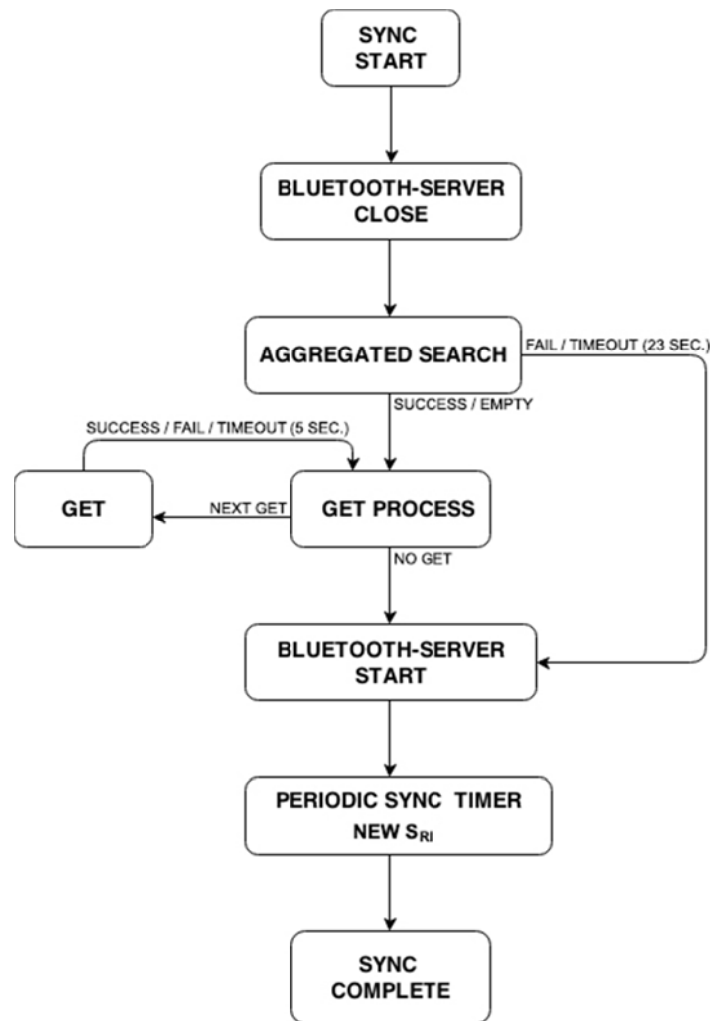 SYNC
START
BLUETOOTH-SERVER
CLOSE
AGGREGATED SEARCH
FAIL / TIMEOUT (23 SEC.)
SUCCESS / EMPTY
SUCCESS / FAIL / TIMEOUT (5 SEC.)
GET
NEXT GET
GET PROCESS
NO GET
BLUETOOTH-SERVER
START
PERIODIC SYNC TIMER
NEW S_RI
SYNC
COMPLETE